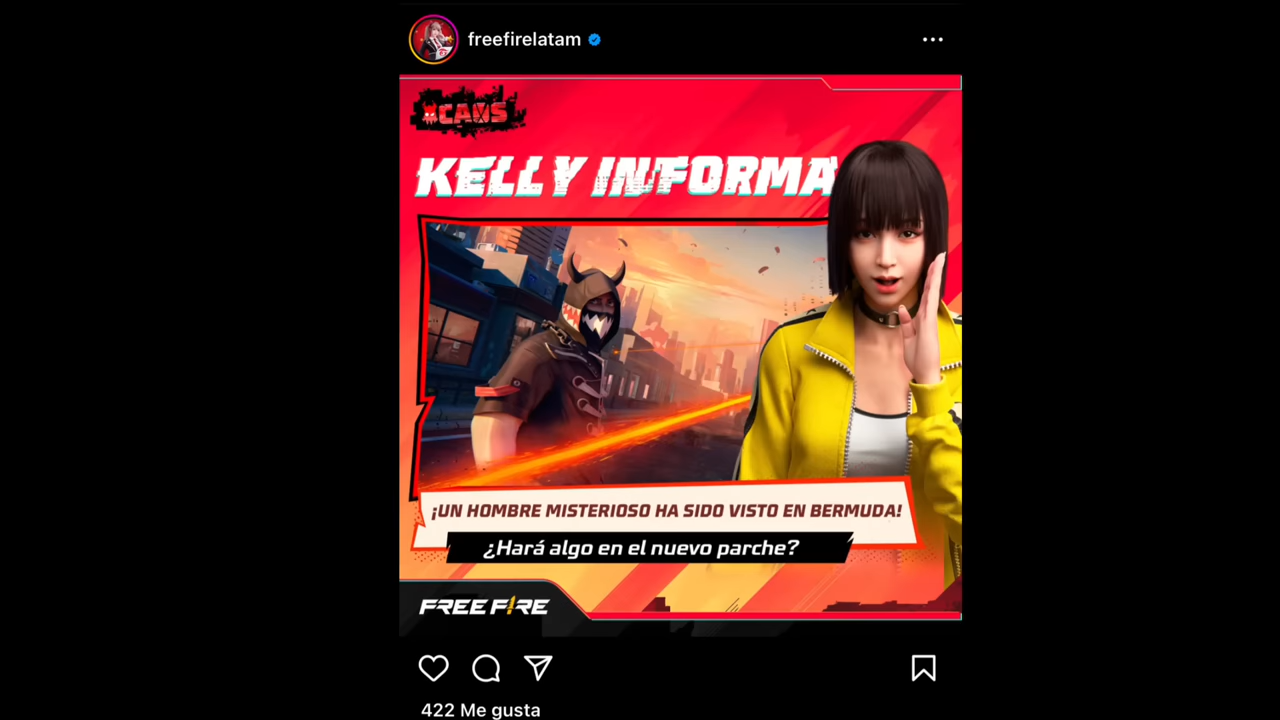 freefirelatam
CAOS
KELLY INFORMA
¡UN HOMBRE MISTERIOSO HA SIDO VISTO EN BERMUDA!
¿Hará algo en el nuevo parche?
FREE FIRE
422 Me gusta